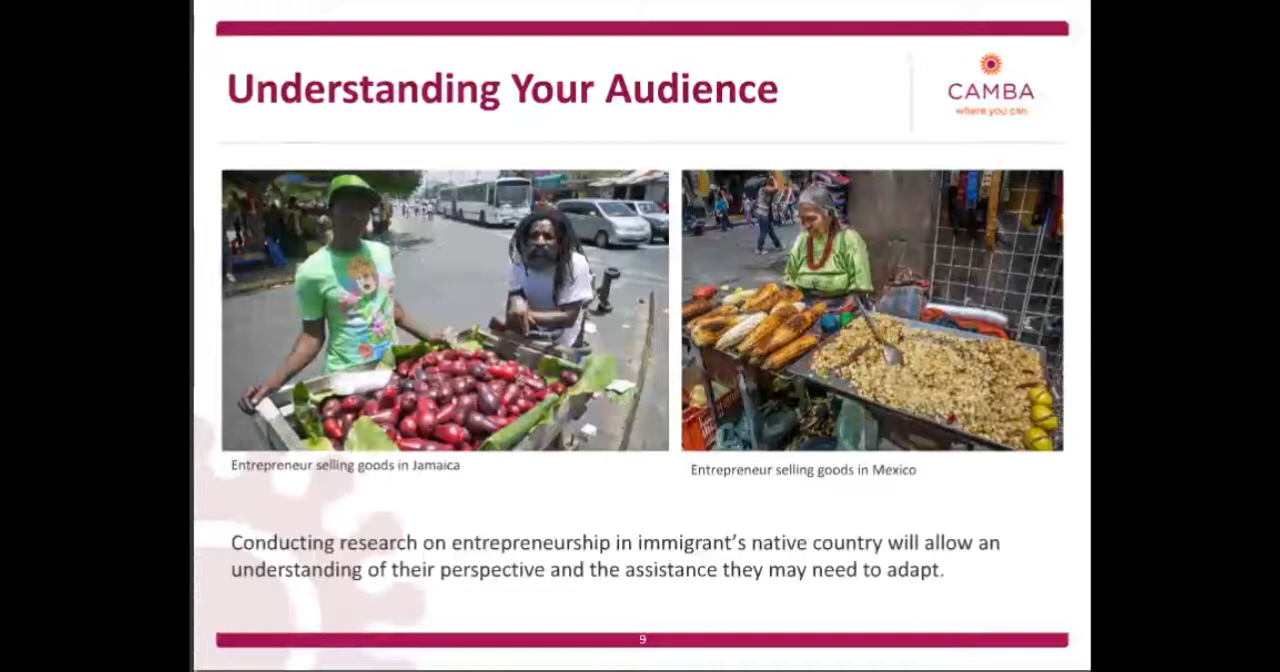 Understanding Your Audience
CAMBA
where you can
Entrepreneur selling goods in Jamaica
Entrepreneur selling goods in Mexico
Conducting research on entrepreneurship in immigrant's native country will allow an
understanding of their perspective and the assistance they may need to adapt.
9